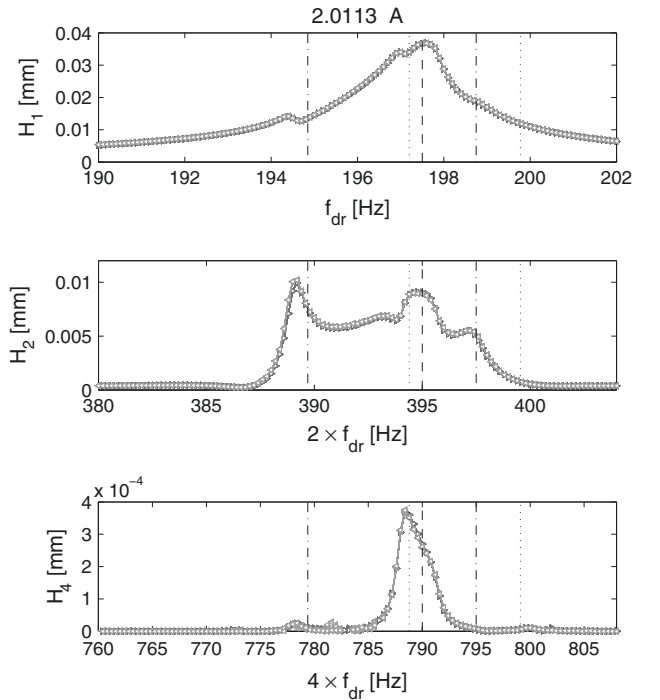 2.0113 A
0.04
0.03
0.02
0.01
0
H1 [mm]
190 192 194 196 198 200 202
fdr [Hz]
0.01
0.005
0
H2 [mm]
380 385 390 395 400
2 × fdr [Hz]
x 10−4
4
3
2
1
0
H4 [mm]
760 765 770 775 780 785 790 795 800 805
4 × fdr [Hz]